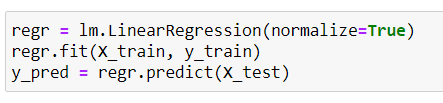 regr = lm.LinearRegression(normalize=True)
regr.fit(X_train, y_train)
y_pred = regr.predict(X_test)